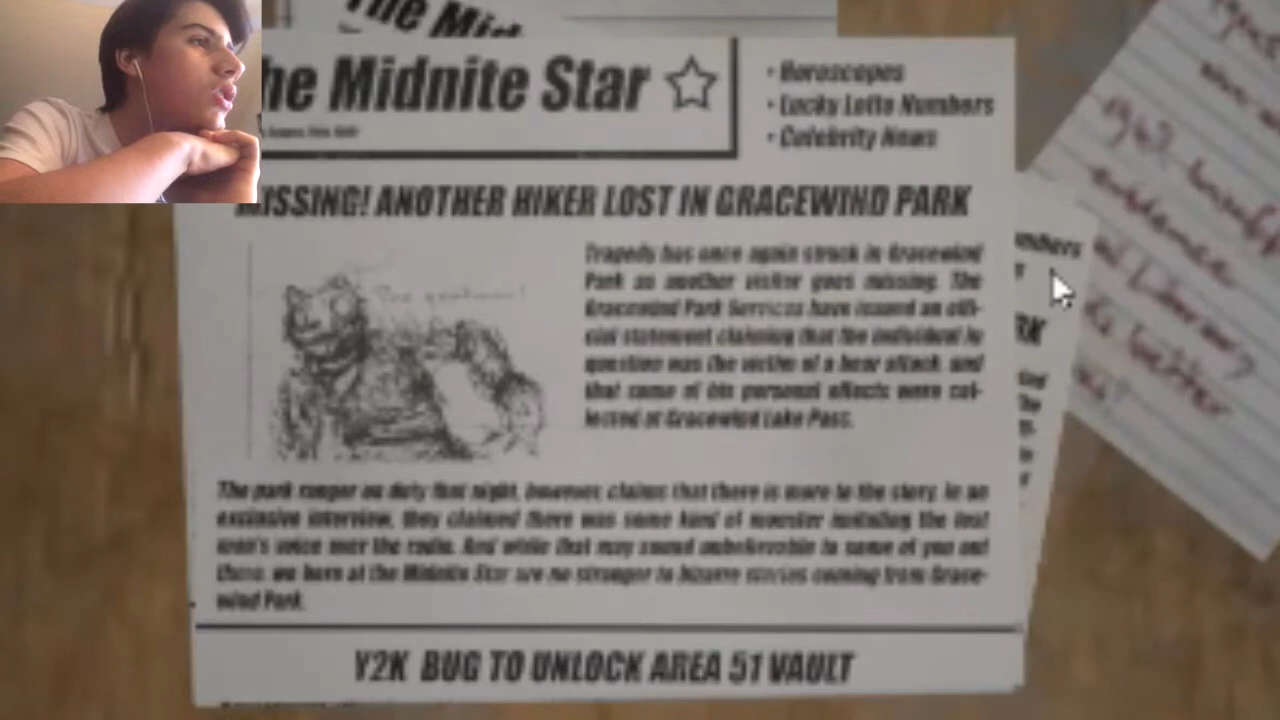 The Mid
he Midnite Star
• Horoscopes
• Lucky Lotto Numbers
• Celebrity News
MISSING! ANOTHER HIKER LOST IN GRACEWIND PARK
Tragedy has once again struck in Gracewind
Park as another visitor goes missing. The
Gracewind Park Services have issued an offi-
cial statement claiming that the individual in
question was the victim of a bear attack, and
that some of his personal effects were col-
lected at Gracewind Lake Pass.
The park ranger on duty that night, however, claims that there is more to the story. In an
exclusive interview, they claimed there was some kind of monster imitating the lost
man's voice over the radio. And while that may sound unbelievable to some of you out
there, we here at the Midnite Star are no stranger to bizarre stories coming from Grace-
wind Park.
Y2K BUG TO UNLOCK AREA 51 VAULT
mbers
RK